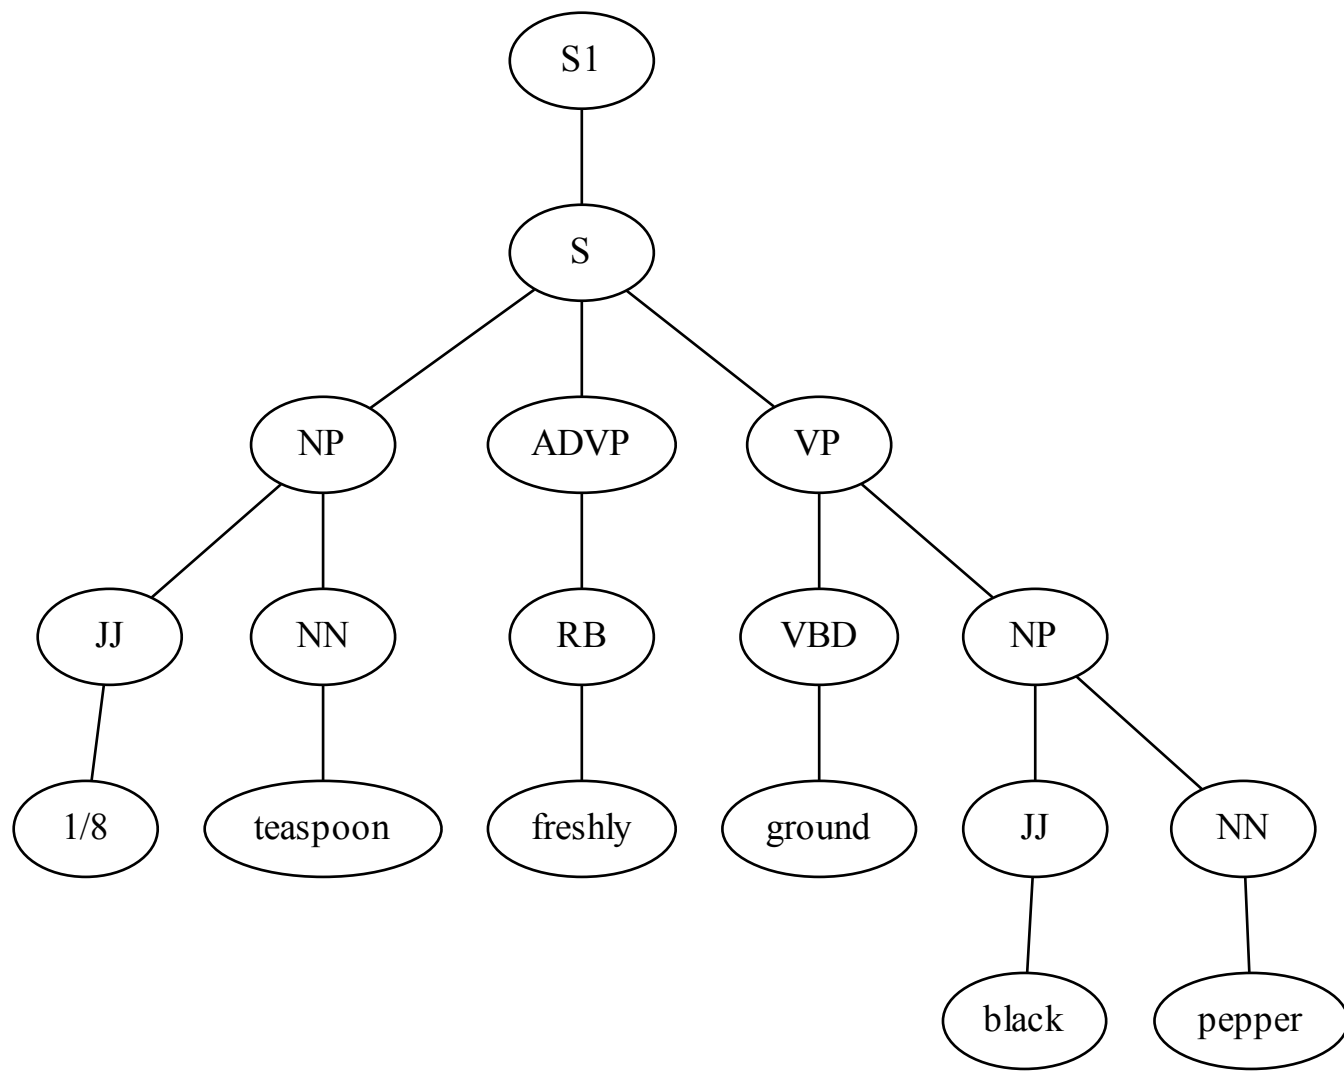 S1
S
NP ADVP VP
JJ NN RB VBD NP
1/8 teaspoon freshly ground JJ NN
black pepper